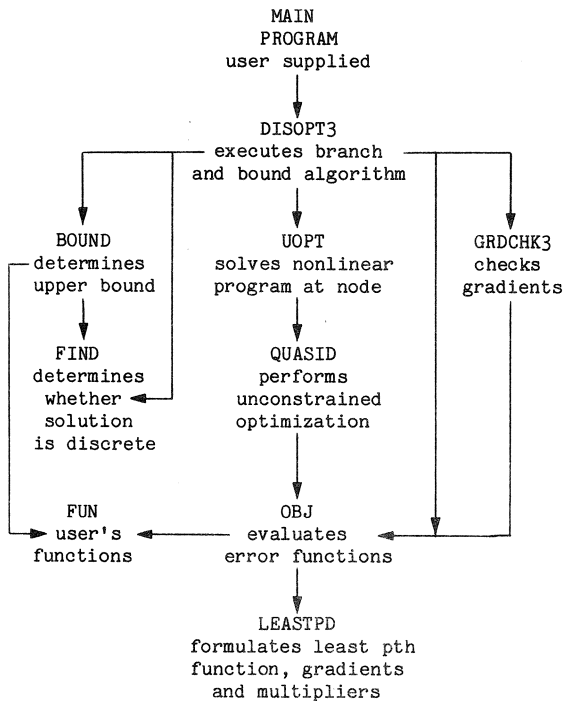 MAIN
PROGRAM
user supplied
DISOPT3
executes branch
and bound algorithm
BOUND
determines
upper bound
UOPT
solves nonlinear
program at node
GRDCHK3
checks
gradients
FIND
determines
whether
solution
is discrete
QUASID
performs
unconstrained
optimization
FUN
user's
functions
OBJ
evaluates
error functions
LEASTPD
formulates least pth
function, gradients
and multipliers